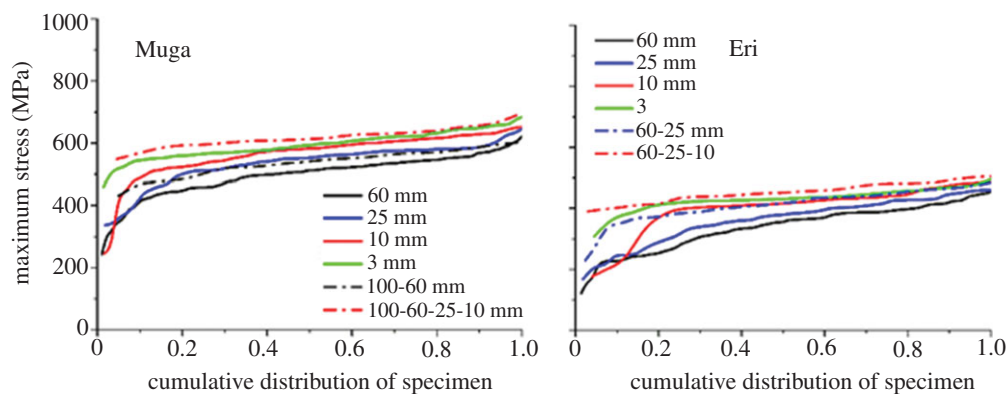 1000
800
600
400
200
0
maximum stress (MPa)
Muga
60 mm
25 mm
10 mm
3 mm
100-60 mm
100-60-25-10 mm
0 0.2 0.4 0.6 0.8 1.0
cumulative distribution of specimen
Eri
60 mm
25 mm
10 mm
3
60-25 mm
60-25-10
0 0.2 0.4 0.6 0.8 1.0
cumulative distribution of specimen